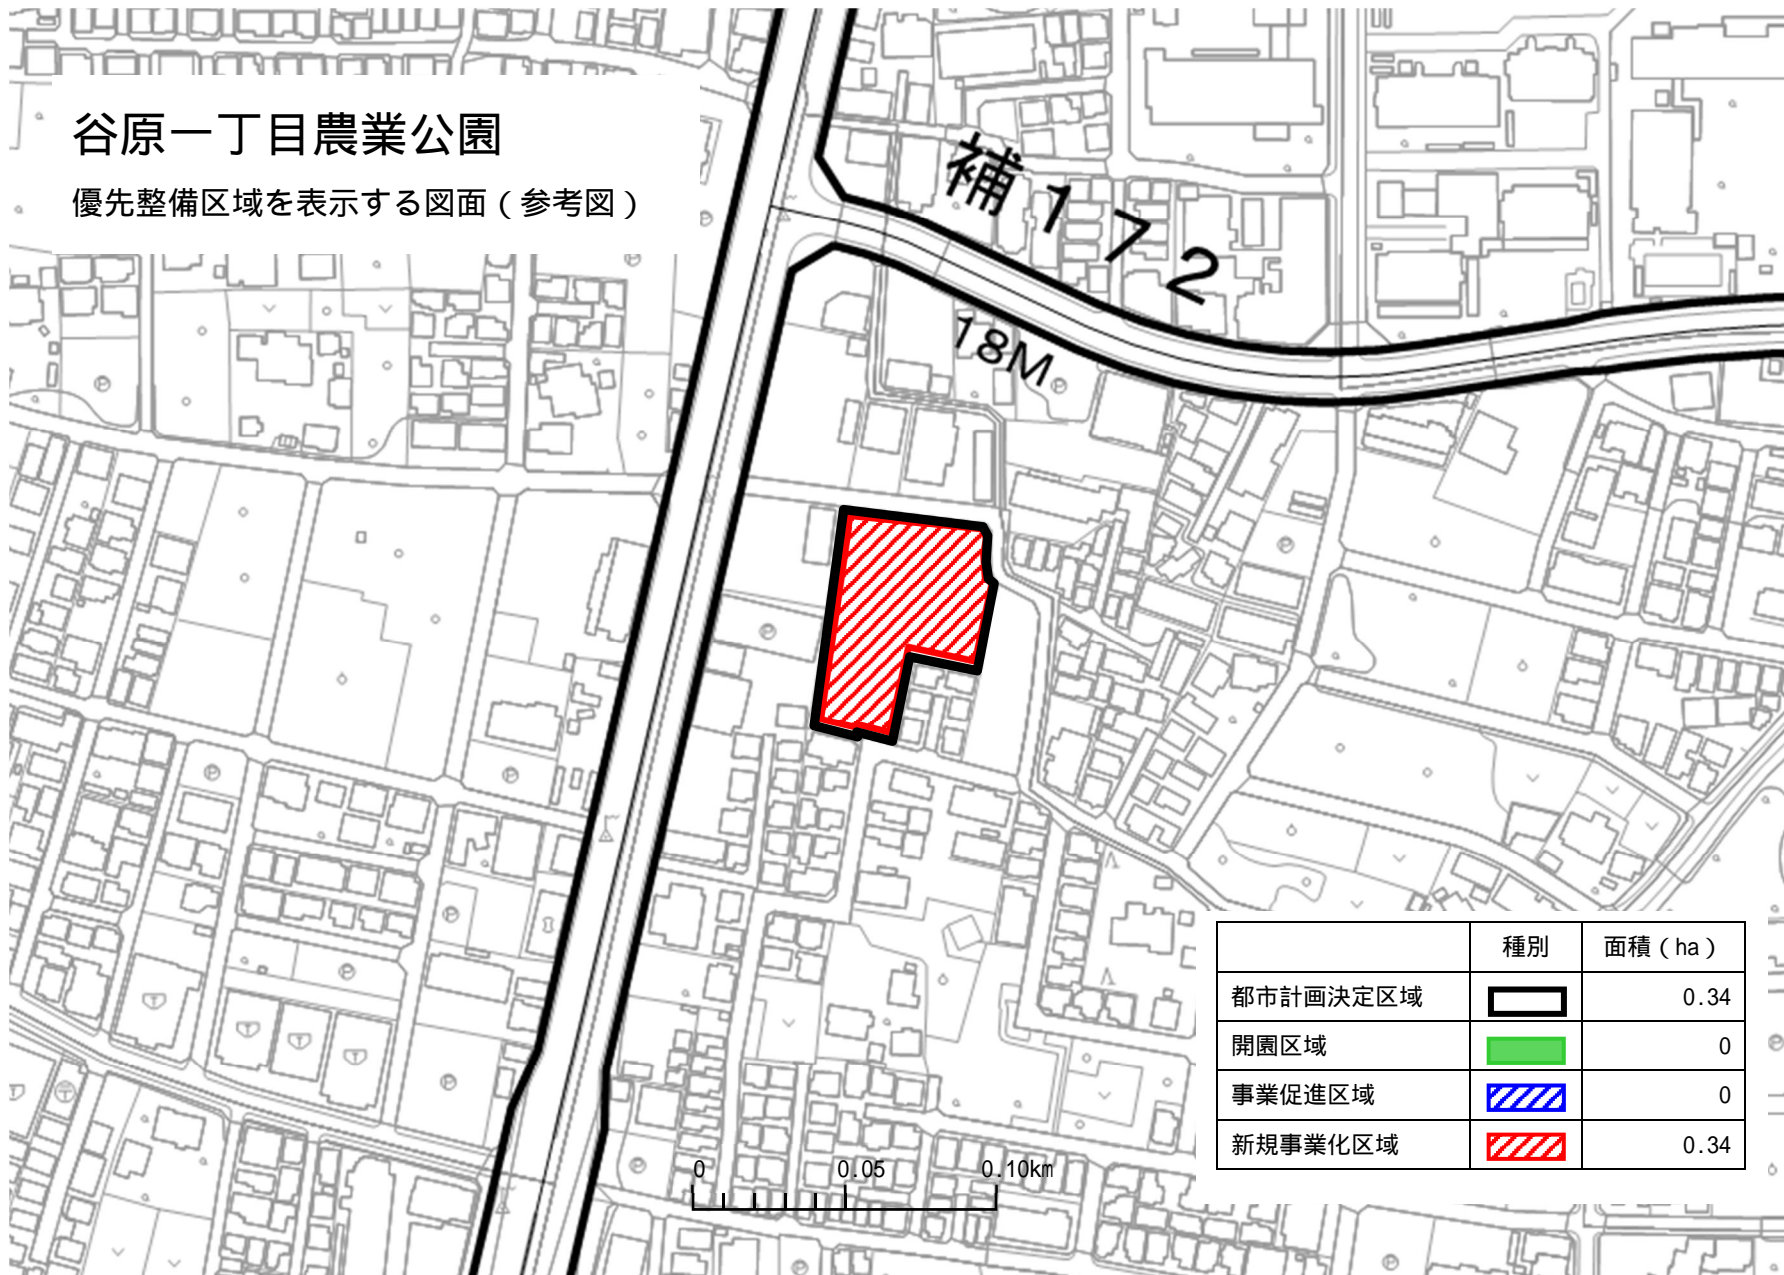 谷原一丁目農業公園
優先整備区域を表示する図面（参考図）
補172
18M
種別 面積（ha）
都市計画決定区域 0.34
開園区域 0
事業促進区域 0
新規事業化区域 0.34
0 0.05 0.10km